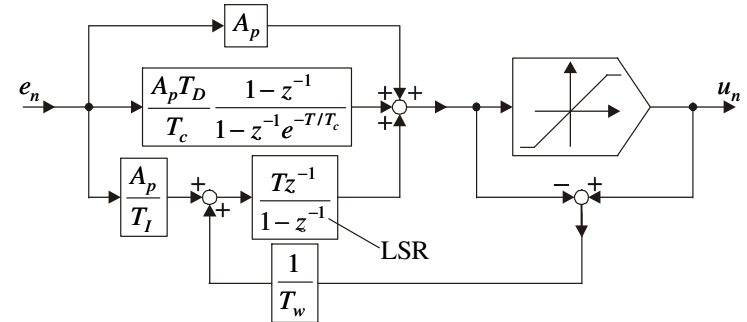 A_p
e_n
A_p T_D / T_c (1 − z^{−1}) / (1 − z^{−1}e^{−T/T_c})
+ +
+
u_n
A_p / T_I
+
+
Tz^{−1} / (1 − z^{−1})
− +
LSR
1 / T_w